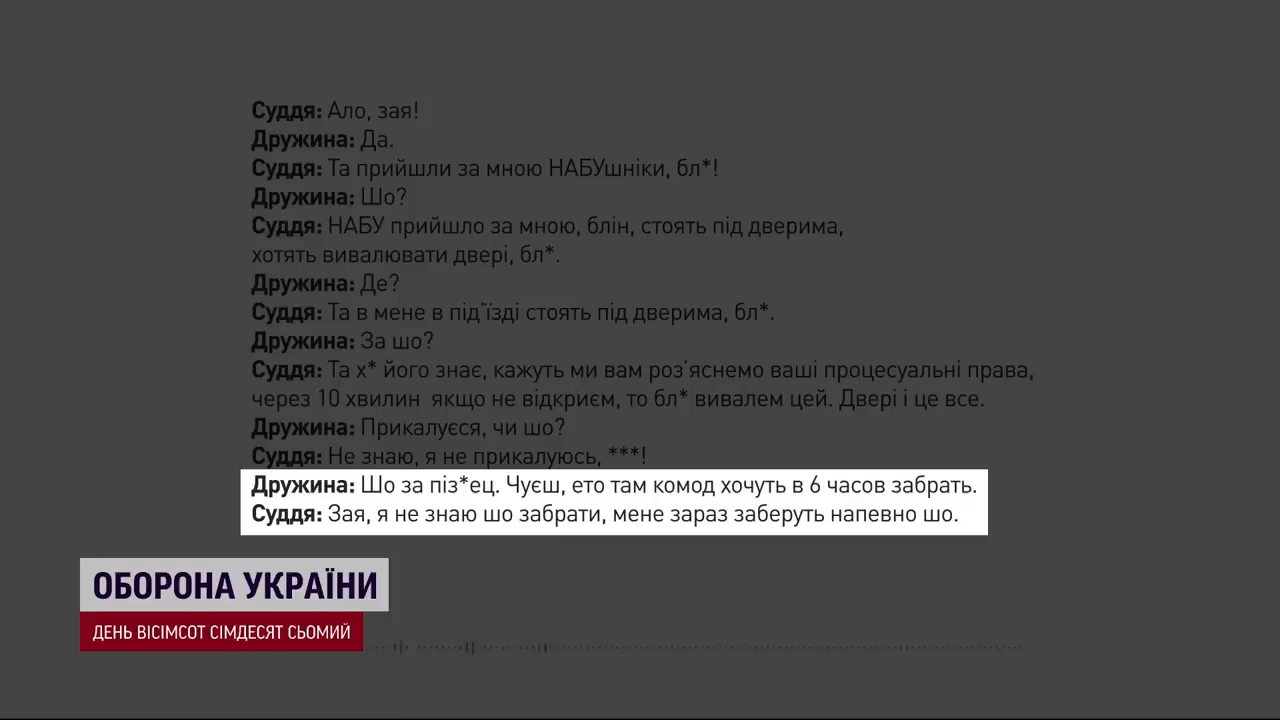 Суддя: Ало, зая!
Дружина: Да.
Суддя: Та прийшли за мною НАБУшніки, бл*!
Дружина: Шо?
Суддя: НАБУ прийшло за мною, блін, стоять під дверима,
хотять вивалювати двері, бл*.
Дружина: Де?
Суддя: Та в мене в під’їзді стоять під дверима, бл*.
Дружина: За шо?
Суддя: Та х* його знає, кажуть ми вам роз’яснемо ваші процесуальні права,
через 10 хвилин якщо не відкриєм, то бл* вивалем цей. Двері і це все.
Дружина: Прикалуєся, чи шо?
Суддя: Не знаю, я не прикалуюсь, ***!
Дружина: Шо за піз*ец. Чуєш, ето там комод хочуть в 6 часов забрать.
Суддя: Зая, я не знаю шо забрати, мене зараз заберуть напевно шо.
ОБОРОНА УКРАЇНИ
ДЕНЬ ВІСІМСОТ СІМДЕСЯТ СЬОМИЙ